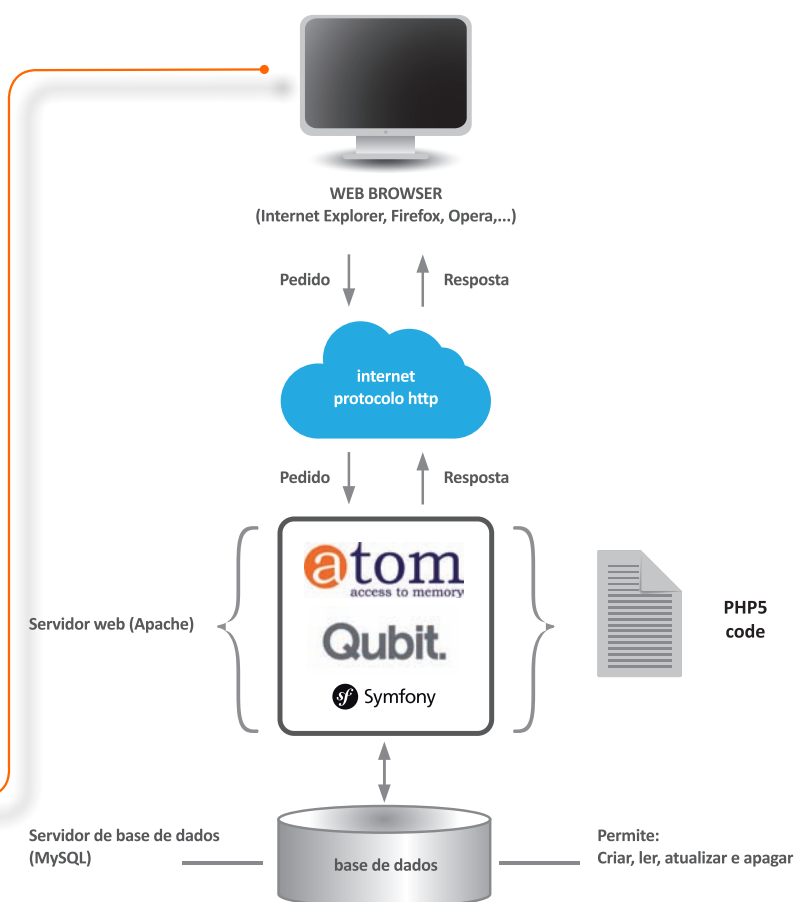 WEB BROWSER
(Internet Explorer, Firefox, Opera,...)
Pedido
Resposta
internet
protocolo http
Pedido
Resposta
atom
access to memory
Qubit.
sf Symfony
Servidor web (Apache)
PHP5
code
Servidor de base de dados
(MySQL)
base de dados
Permite:
Criar, ler, atualizar e apagar